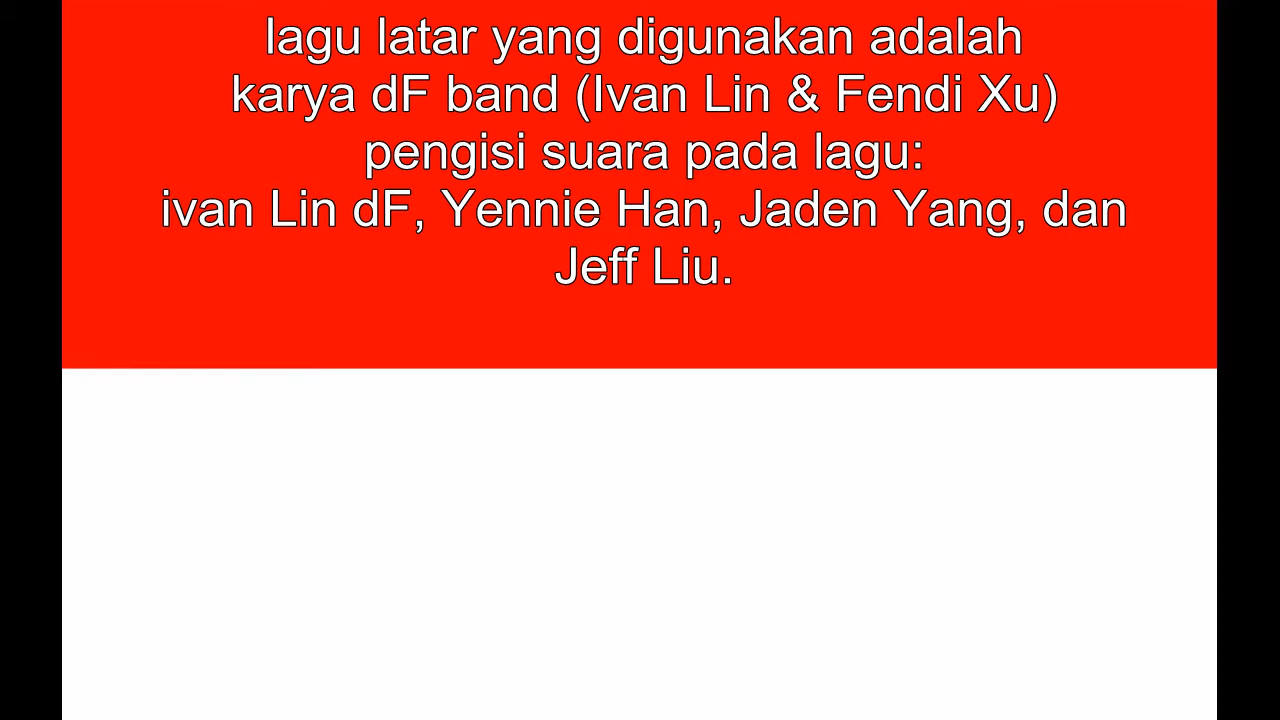 lagu latar yang digunakan adalah
karya dF band (Ivan Lin & Fendi Xu)
pengisi suara pada lagu:
ivan Lin dF, Yennie Han, Jaden Yang, dan
Jeff Liu.